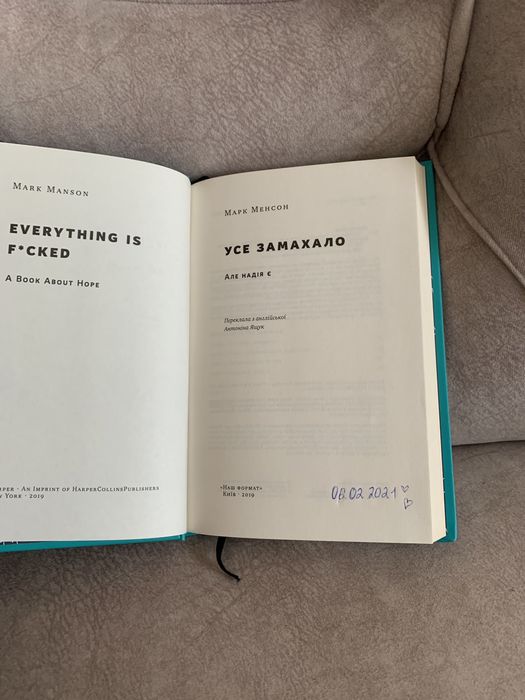 Mark Manson
Everything is
F*cked
A Book About Hope
per · An Imprint of HarperCollinsPublishers
York · 2019
Марк Менсон
Усе замахало
Але надія є
Переклала з англійської
Антоніна Ящук
«Наш формат»
Київ · 2019
08.02 2021 ♡
♡